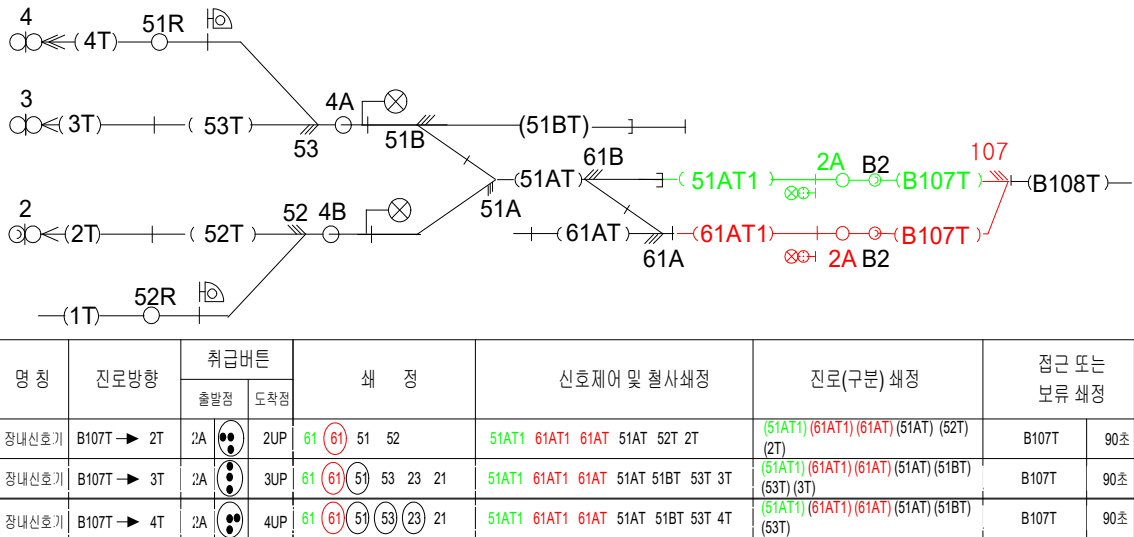 4 51R
(4T)
3 4A
(3T) (53T) 53 51B (51BT)
61B 2A B2 107
(51AT) (51AT1) (B107T) (B108T)
51A
2 52 4B
(2T) (52T) (61AT) (61AT1) (B107T)
61A 2A B2
52R
(1T)
명 칭 진로방향 취급버튼 쇄 정 신호제어 및 철사쇄정 진로(구분) 쇄정 접근 또는
보류 쇄정
출발점 도착점
장내신호기 B107T → 2T 2A 2UP 61 61 51 52 51AT1 61AT1 61AT 51AT 52T 2T (51AT1) (61AT1) (61AT) (51AT) (52T)
(2T) B107T 90초
장내신호기 B107T → 3T 2A 3UP 61 61 51 53 23 21 51AT1 61AT1 61AT 51AT 51BT 53T 3T (51AT1) (61AT1) (61AT) (51AT) (51BT)
(53T) (3T) B107T 90초
장내신호기 B107T → 4T 2A 4UP 61 61 51 53 23 21 51AT1 61AT1 61AT 51AT 51BT 53T 4T (51AT1) (61AT1) (61AT) (51AT) (51BT)
(53T) B107T 90초